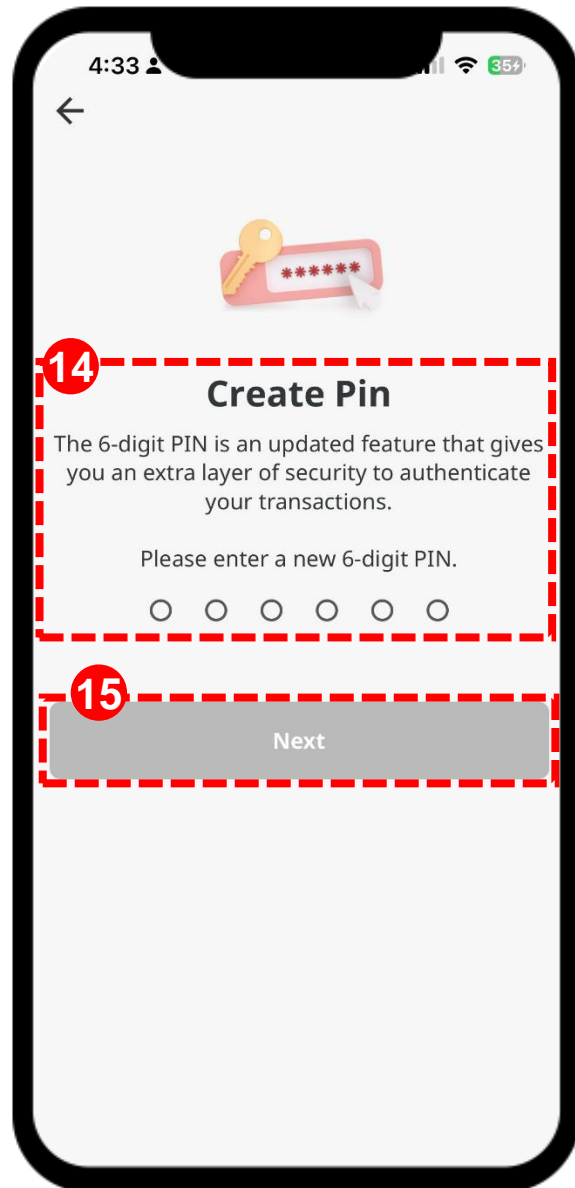 4:33
35
******
14
Create Pin
The 6-digit PIN is an updated feature that gives
you an extra layer of security to authenticate
your transactions.
Please enter a new 6-digit PIN.
15
Next